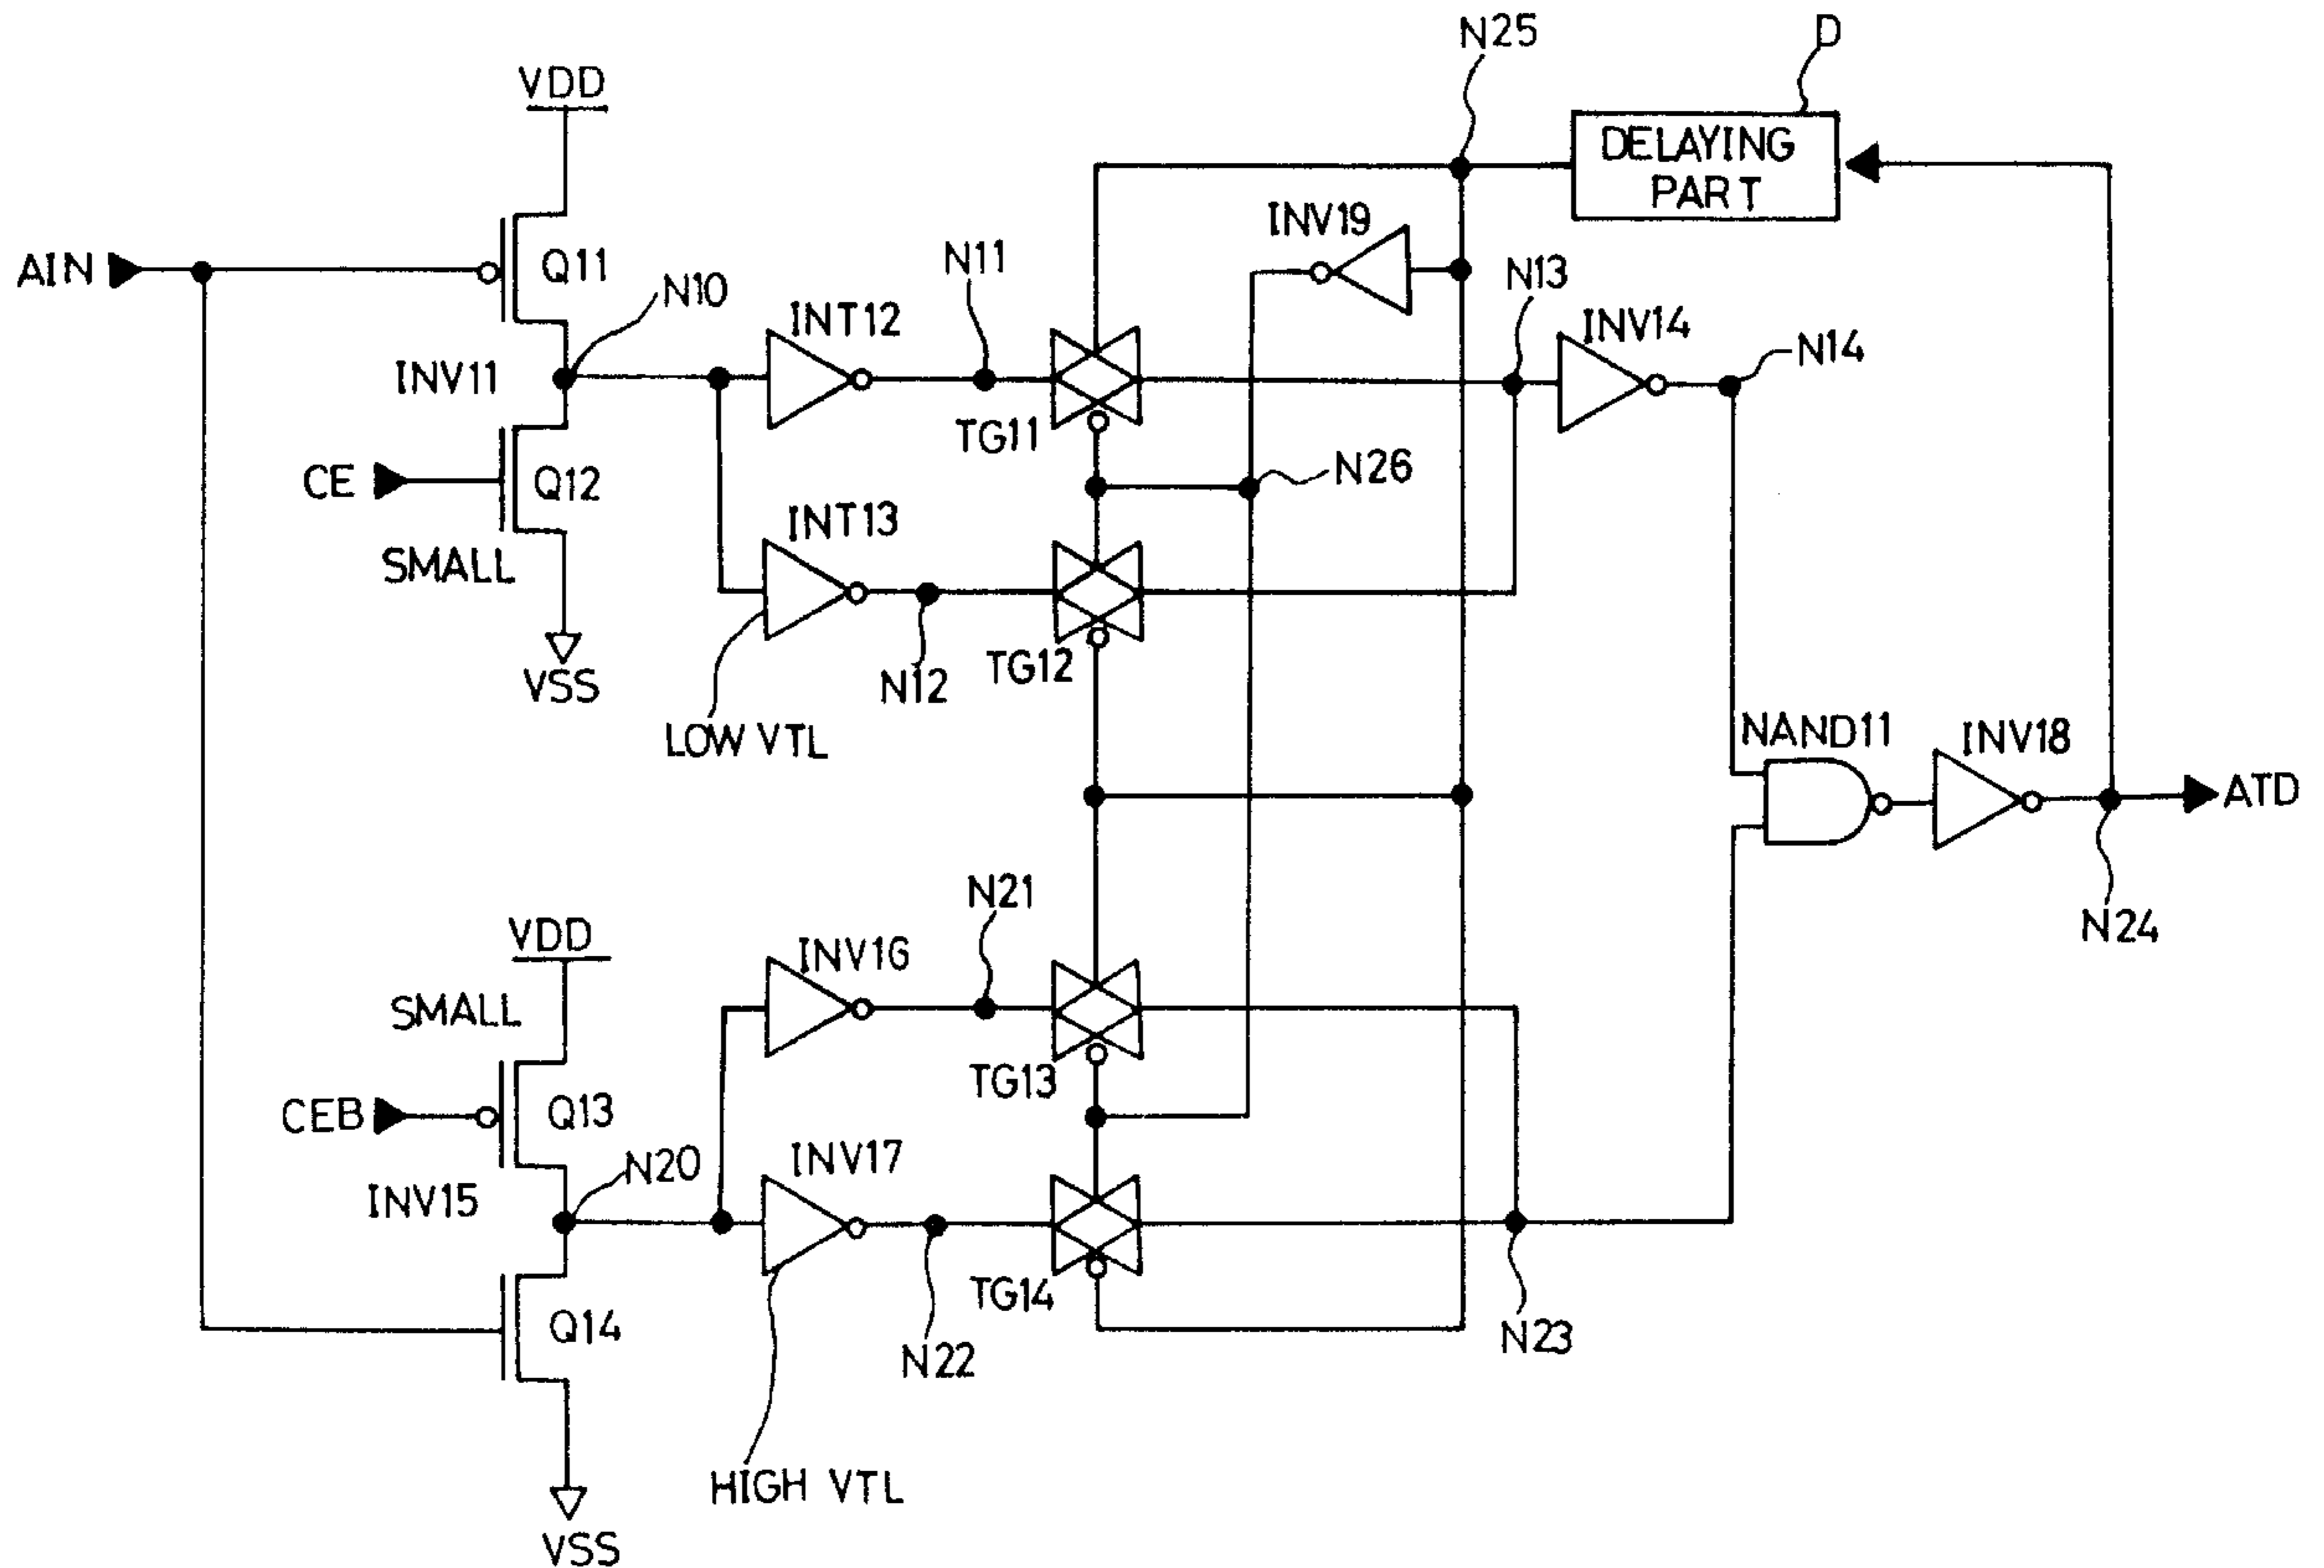 N25
D
VDD
DELAYING
PART
INV19
AIN
Q11
N10
N11
N13
INT12
INV14
N14
INV11
TG11
CE
Q12
N26
INT13
SMALL
VSS
N12
TG12
LOW VTL
NAND11
INV18
ATD
N21
N24
VDD
INV16
SMALL
TG13
CEB
Q13
INV17
N20
INV15
TG14
Q14
N22
N23
HIGH VTL
VSS